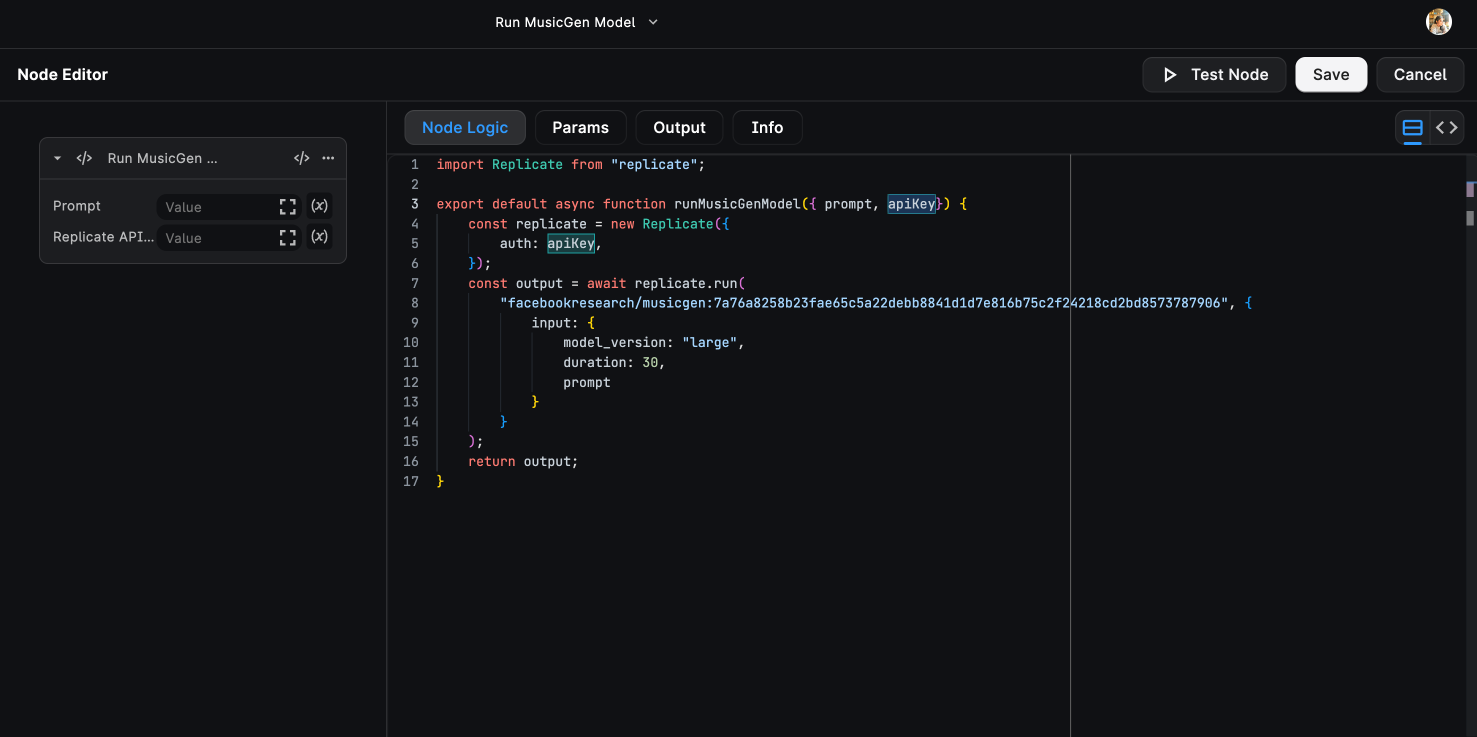 Run MusicGen Model
Node Editor
Test Node
Save
Cancel
Run MusicGen ...
Prompt
Value
(x)
Replicate API...
Value
(x)
Node Logic
Params
Output
Info
1 import Replicate from "replicate";
2
3 export default async function runMusicGenModel({ prompt, apiKey}) {
4     const replicate = new Replicate({
5         auth: apiKey,
6     });
7     const output = await replicate.run(
8         "facebookresearch/musicgen:7a76a8258b23fae65c5a22debb8841d1d7e816b75c2f24218cd2bd8573787906", {
9             input: {
10                 model_version: "large",
11                 duration: 30,
12                 prompt
13             }
14         }
15     );
16     return output;
17 }